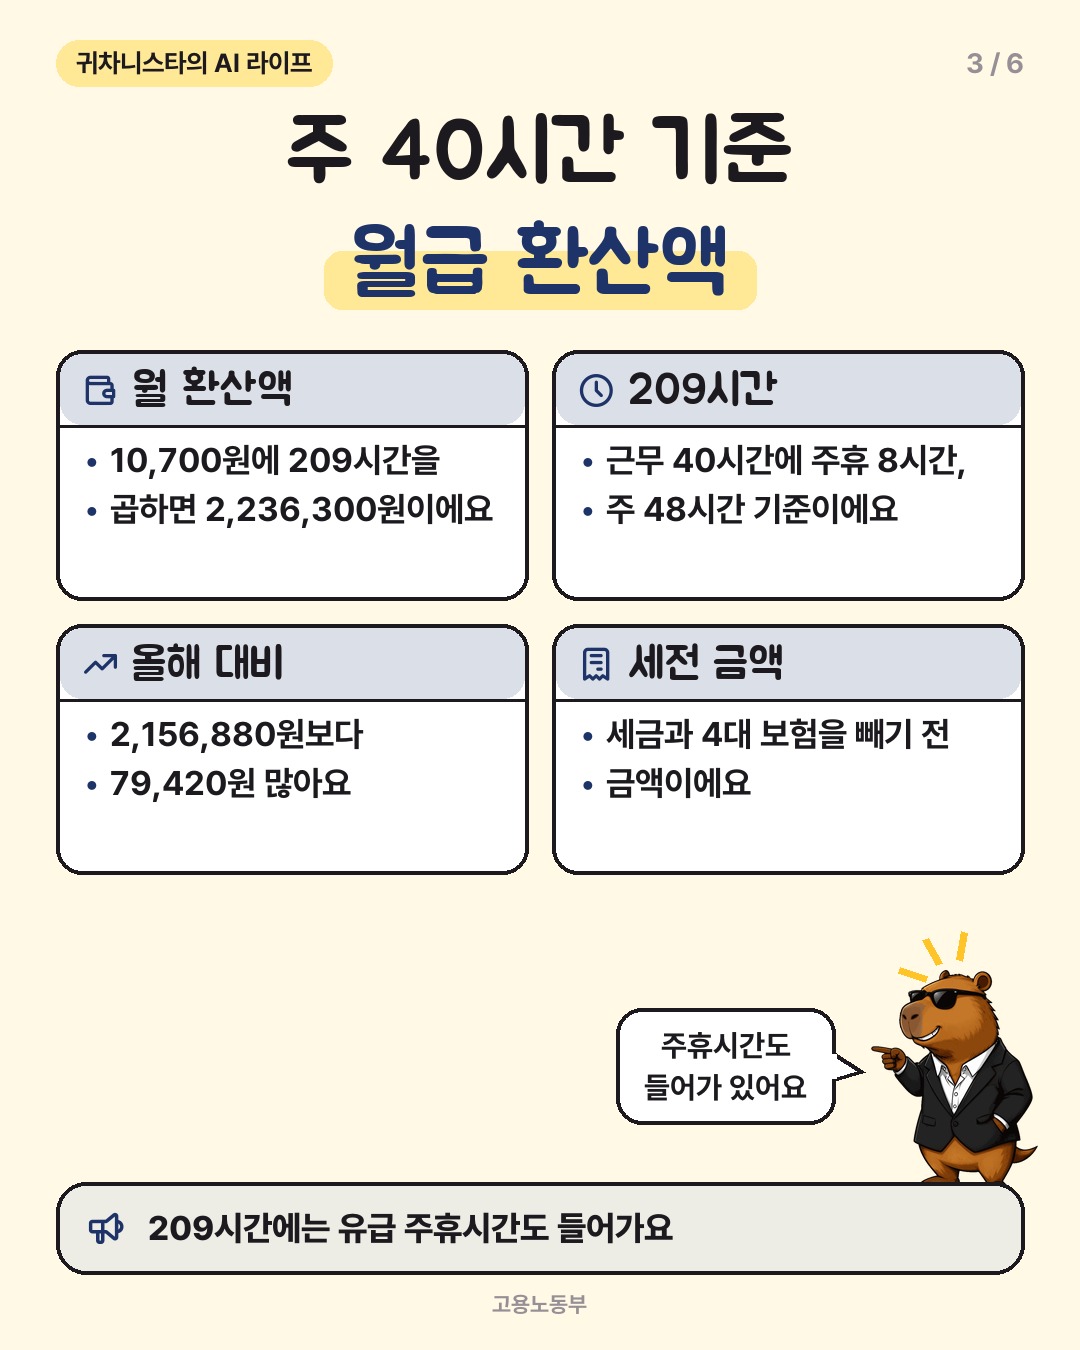 귀차니스타의 AI 라이프
3 / 6
주 40시간 기준
월급 환산액
월 환산액
• 10,700원에 209시간을
• 곱하면 2,236,300원이에요
209시간
• 근무 40시간에 주휴 8시간,
• 주 48시간 기준이에요
올해 대비
• 2,156,880원보다
• 79,420원 많아요
세전 금액
• 세금과 4대 보험을 빼기 전
• 금액이에요
주휴시간도
들어가 있어요
209시간에는 유급 주휴시간도 들어가요
고용노동부